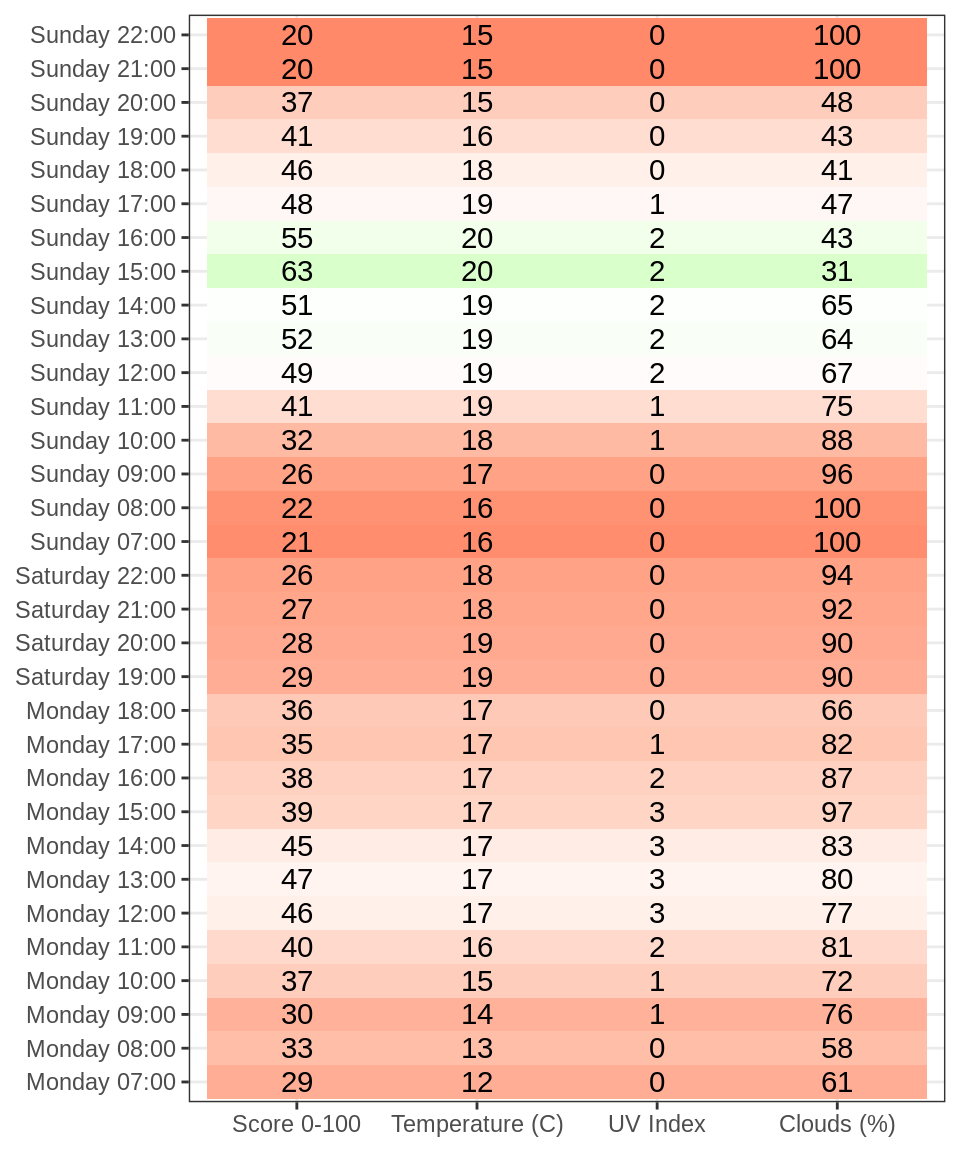 Sunday 22:00 20 15 0 100
Sunday 21:00 20 15 0 100
Sunday 20:00 37 15 0 48
Sunday 19:00 41 16 0 43
Sunday 18:00 46 18 0 41
Sunday 17:00 48 19 1 47
Sunday 16:00 55 20 2 43
Sunday 15:00 63 20 2 31
Sunday 14:00 51 19 2 65
Sunday 13:00 52 19 2 64
Sunday 12:00 49 19 2 67
Sunday 11:00 41 19 1 75
Sunday 10:00 32 18 1 88
Sunday 09:00 26 17 0 96
Sunday 08:00 22 16 0 100
Sunday 07:00 21 16 0 100
Saturday 22:00 26 18 0 94
Saturday 21:00 27 18 0 92
Saturday 20:00 28 19 0 90
Saturday 19:00 29 19 0 90
Monday 18:00 36 17 0 66
Monday 17:00 35 17 1 82
Monday 16:00 38 17 2 87
Monday 15:00 39 17 3 97
Monday 14:00 45 17 3 83
Monday 13:00 47 17 3 80
Monday 12:00 46 17 3 77
Monday 11:00 40 16 2 81
Monday 10:00 37 15 1 72
Monday 09:00 30 14 1 76
Monday 08:00 33 13 0 58
Monday 07:00 29 12 0 61
Score 0-100 Temperature (C) UV Index Clouds (%)